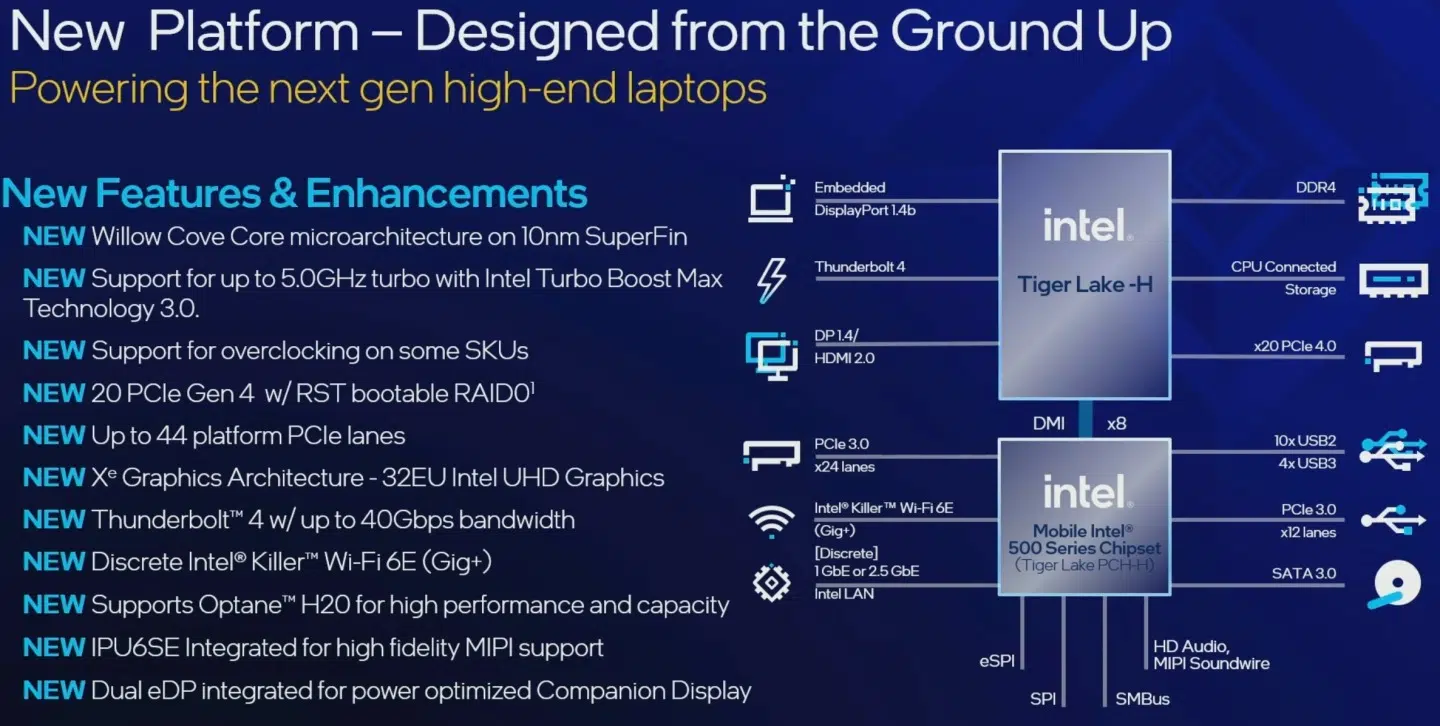 New Platform – Designed from the Ground Up
Powering the next gen high-end laptops
New Features & Enhancements
NEW Willow Cove Core microarchitecture on 10nm SuperFin
NEW Support for up to 5.0GHz turbo with Intel Turbo Boost Max
Technology 3.0.
NEW Support for overclocking on some SKUs
NEW 20 PCIe Gen 4 w/ RST bootable RAID0¹
NEW Up to 44 platform PCIe lanes
NEW Xᵉ Graphics Architecture - 32EU Intel UHD Graphics
NEW Thunderbolt™ 4 w/ up to 40Gbps bandwidth
NEW Discrete Intel® Killer™ Wi-Fi 6E (Gig+)
NEW Supports Optane™ H20 for high performance and capacity
NEW IPU6SE Integrated for high fidelity MIPI support
NEW Dual eDP integrated for power optimized Companion Display
Embedded
DisplayPort 1.4b
Thunderbolt 4
DP 1.4/
HDMI 2.0
intel.
Tiger Lake -H
DDR4
CPU Connected
Storage
x20 PCIe 4.0
DMI x8
PCIe 3.0
x24 lanes
Intel® Killer™ Wi-Fi 6E
(Gig+)
[Discrete]
1 GbE or 2.5 GbE
Intel LAN
intel.
Mobile Intel®
500 Series Chipset
(Tiger Lake PCH-H)
10x USB2
4x USB3
PCIe 3.0
x12 lanes
SATA 3.0
eSPI
SPI
SMBus
HD Audio,
MIPI Soundwire